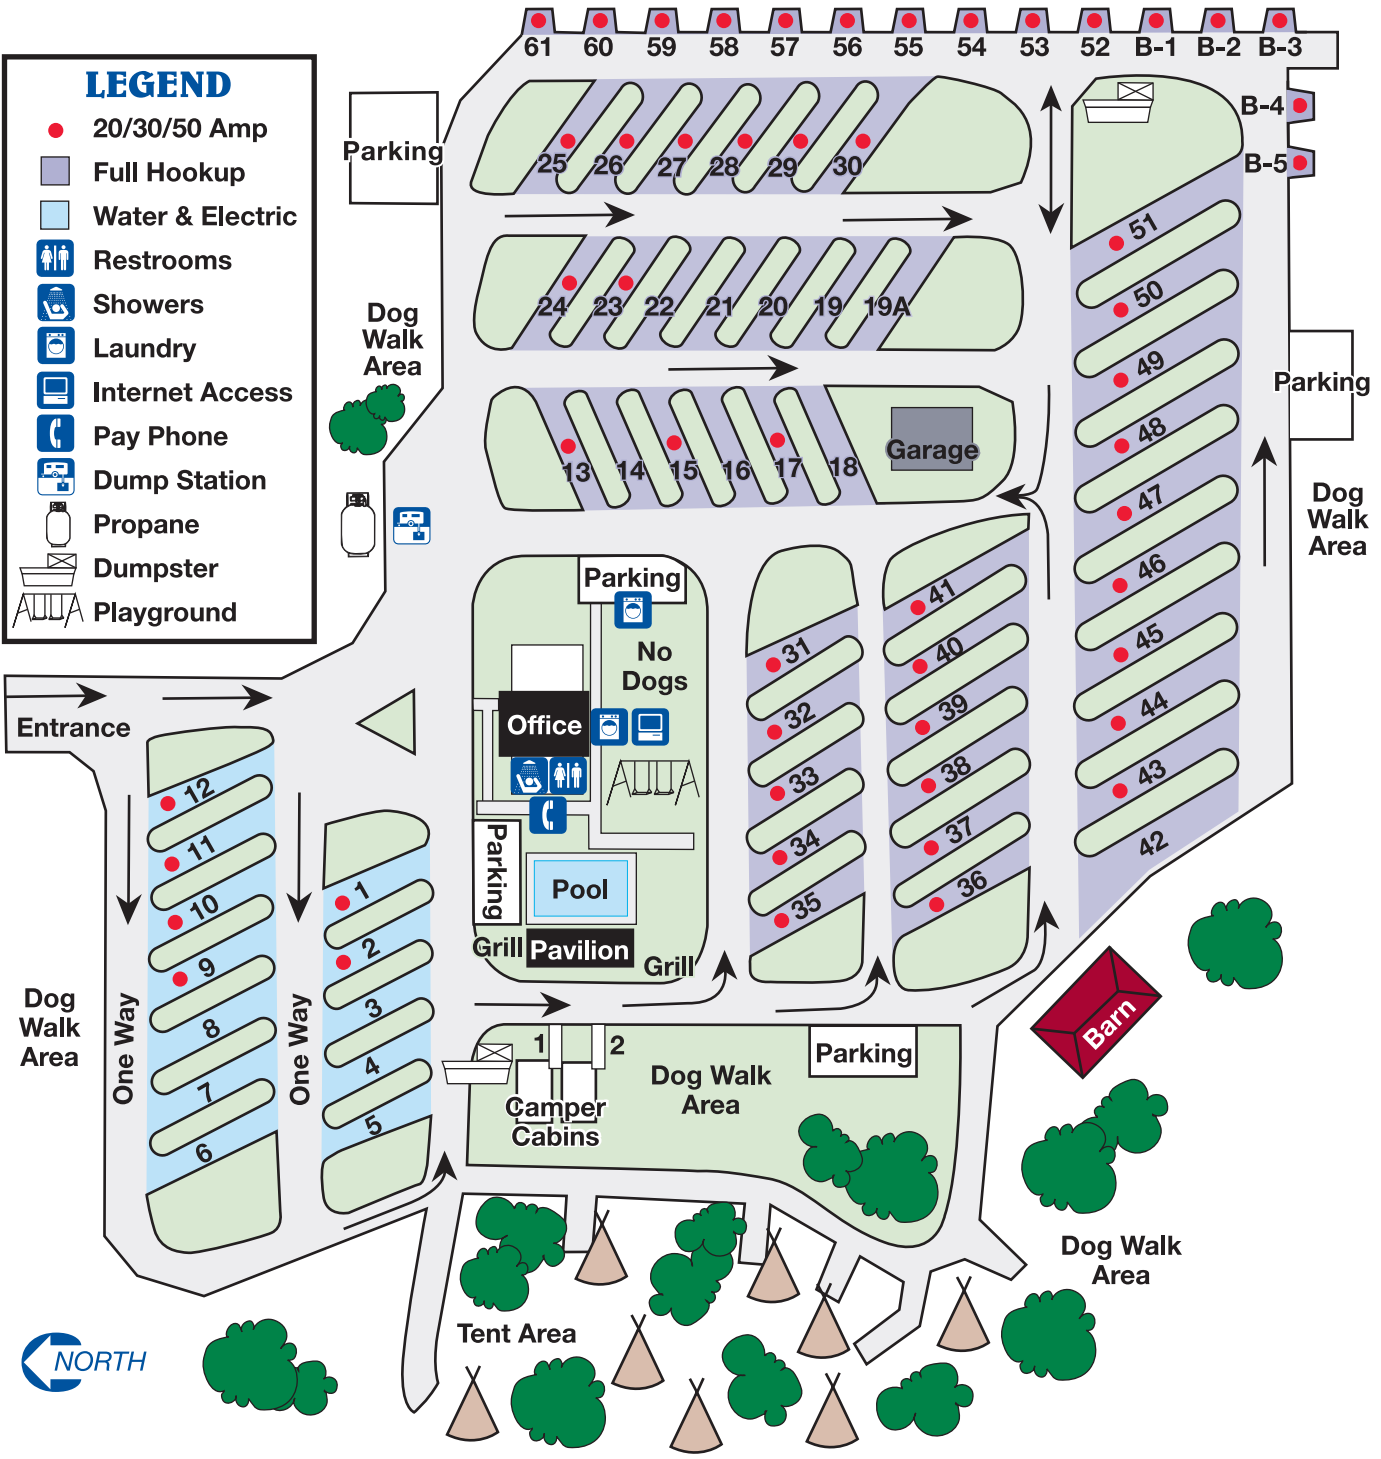 LEGEND
20/30/50 Amp
Full Hookup
Water & Electric
Restrooms
Showers
Laundry
Internet Access
Pay Phone
Dump Station
Propane
Dumpster
Playground
61 60 59 58 57 56 55 54 53 52 B-1 B-2 B-3
B-4
B-5
Parking
25 26 27 28 29 30
24 23 22 21 20 19 19A
13 14 15 16 17 18
Garage
51
50
49
48
47
46
45
44
43
42
Parking
Dog
Walk
Area
Dog
Walk
Area
Parking
No
Dogs
Office
Parking
Pool
Grill
Pavilion
Grill
31
32
33
34
35
41
40
39
38
37
36
Entrance
12
11
10
9
8
7
6
1
2
3
4
5
One Way
One Way
Dog
Walk
Area
1 2
Camper
Cabins
Dog Walk
Area
Parking
Barn
Dog Walk
Area
Tent Area
NORTH